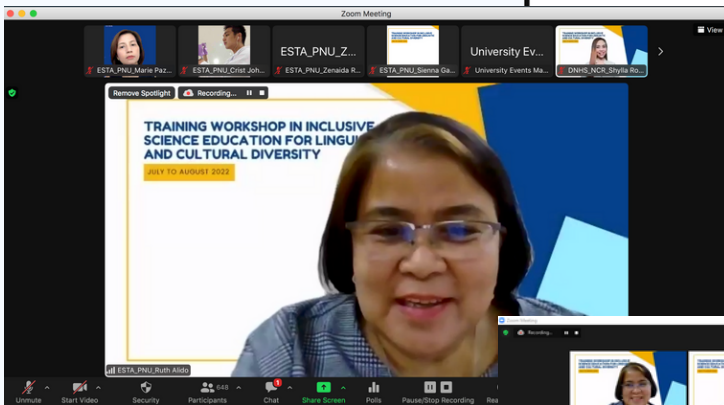 Zoom Meeting
View
ESTA_PNU_Z...
University Ev...
ESTA_PNU_Marie Paz...
ESTA_PNU_Crist Joh...
ESTA_PNU_Zenaida R...
ESTA_PNU_Sienna Ga...
University Events Ma...
DNHS_NCR_Shylla Ro...
Remove Spotlight
Recording...
TRAINING WORKSHOP IN INCLUSIVE
SCIENCE EDUCATION FOR LINGU
AND CULTURAL DIVERSITY
JULY TO AUGUST 2022
ESTA_PNU_Ruth Alido
Zoom Meeting
Recording...
Unmute
Start Video
Security
648
Participants
1
Chat
Share Screen
Polls
Pause/Stop Recording
Rea